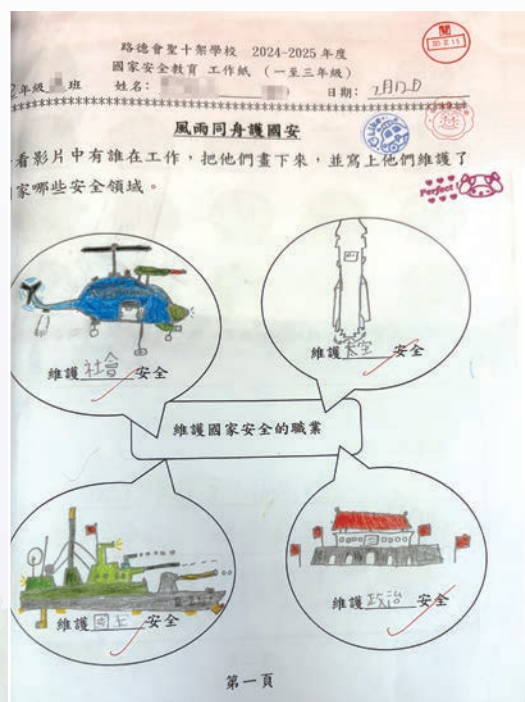 閱
路德會聖十架學校 2024-2025 年度
國家安全教育 工作紙 (一至三年級)
2年級 班 姓名: 日期: 2月17日
風雨同舟護國安
看影片中有誰在工作,把他們畫下來,並寫上他們維護了
家哪些安全領域。
Perfect!
維護社會安全
維護太空安全
維護國家安全的職業
維護国土安全
維護政治安全
第一頁